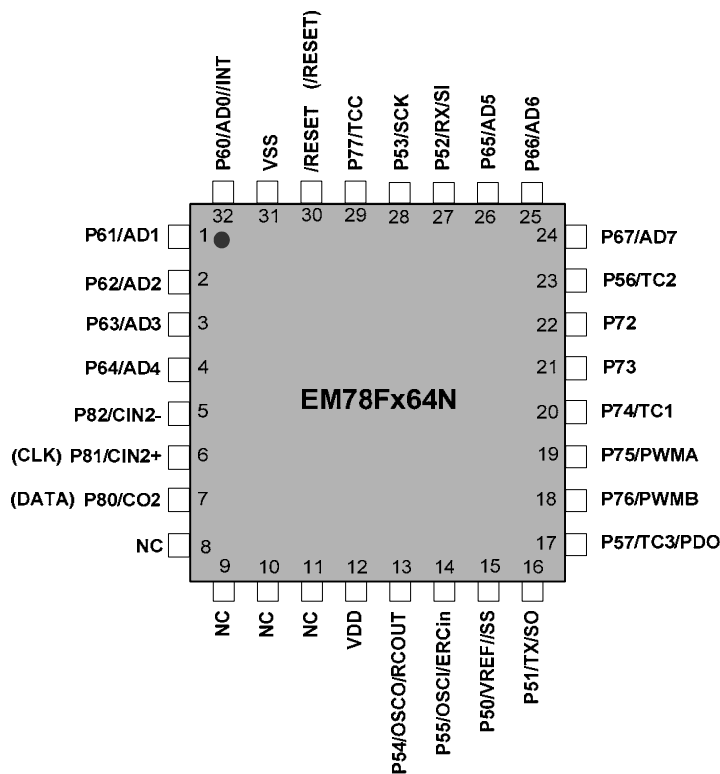 P60/AD0//INT
VSS
/RESET (/RESET)
P77/TCC
P53/SCK
P52/RX/SI
P65/AD5
P66/AD6
32 31 30 29 28 27 26 25
P61/AD1 1
24 P67/AD7
P62/AD2 2
23 P56/TC2
P63/AD3 3
22 P72
P64/AD4 4
21 P73
EM78Fx64N
P82/CIN2- 5
20 P74/TC1
(CLK) P81/CIN2+ 6
19 P75/PWMA
(DATA) P80/CO2 7
18 P76/PWMB
NC 8
17 P57/TC3/PDO
9 10 11 12 13 14 15 16
NC
NC
NC
VDD
P54/OSCO/RCOUT
P55/OSCI/ERCin
P50/VREF//SS
P51/TX/SO